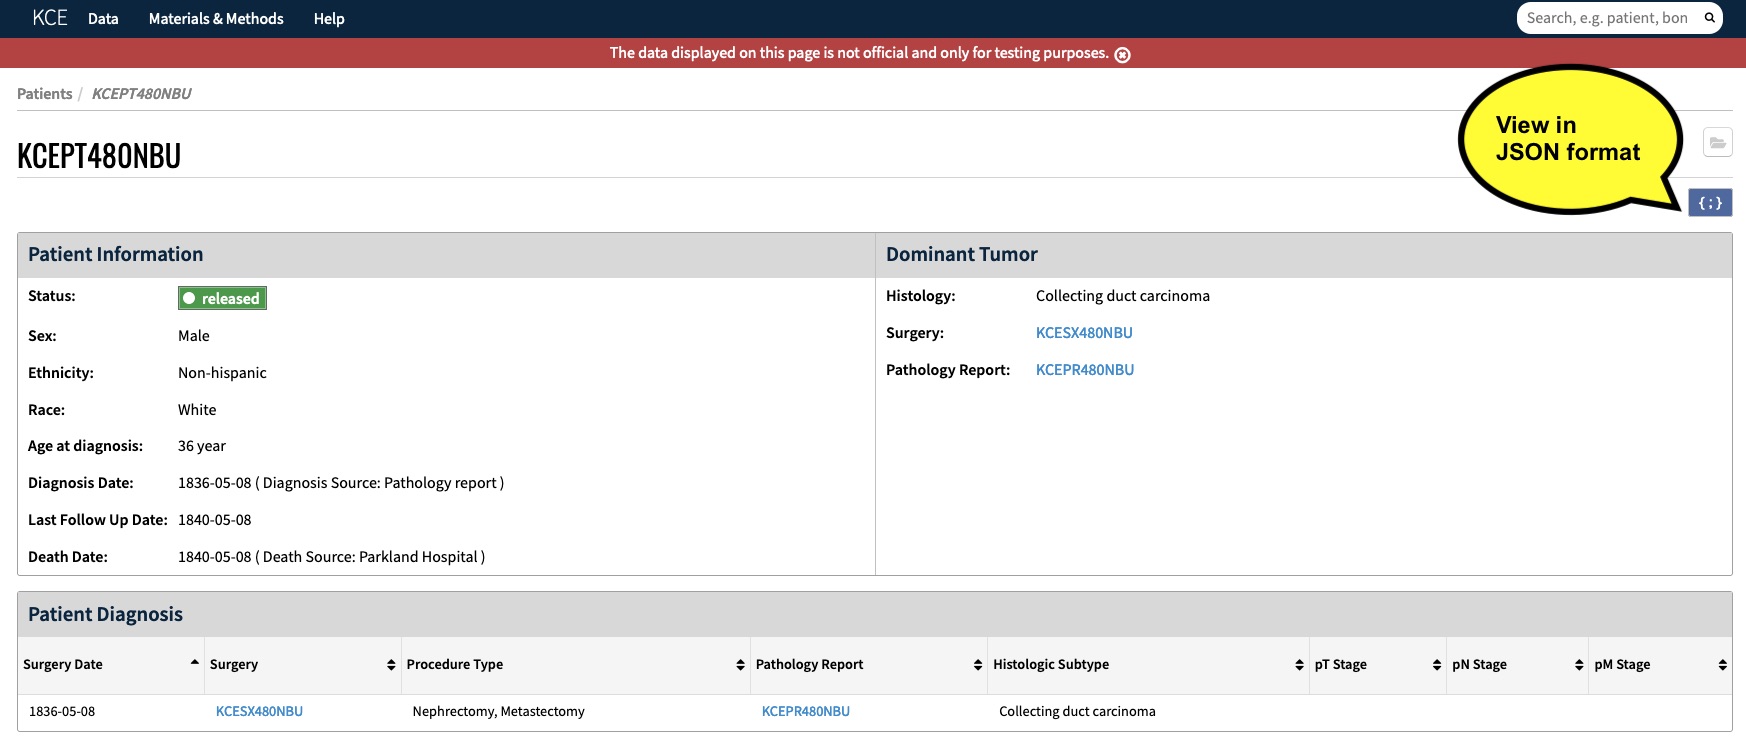 KCE Data Materials & Methods Help Search, e.g. patient, bon
The data displayed on this page is not official and only for testing purposes.
Patients / KCEPT480NBU
View in
JSON format
KCEPT480NBU
{;}
Patient Information
Status: released
Sex: Male
Ethnicity: Non-hispanic
Race: White
Age at diagnosis: 36 year
Diagnosis Date: 1836-05-08 ( Diagnosis Source: Pathology report )
Last Follow Up Date: 1840-05-08
Death Date: 1840-05-08 ( Death Source: Parkland Hospital )
Dominant Tumor
Histology: Collecting duct carcinoma
Surgery: KCESX480NBU
Pathology Report: KCEPR480NBU
Patient Diagnosis
Surgery Date Surgery Procedure Type Pathology Report Histologic Subtype pT Stage pN Stage pM Stage
1836-05-08 KCESX480NBU Nephrectomy, Metastectomy KCEPR480NBU Collecting duct carcinoma